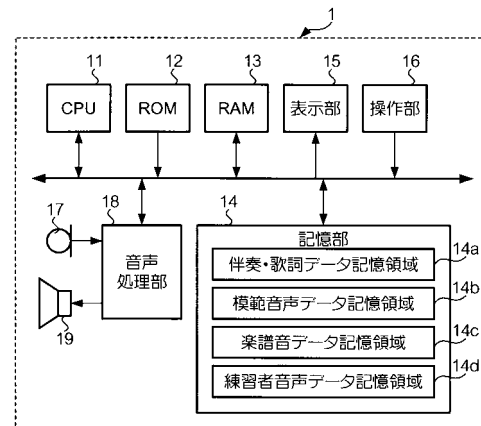 1
11 12 13 15 16
CPU ROM RAM 表示部 操作部
17 18 14
音声
処理部
19
記憶部
伴奏・歌詞データ記憶領域 14a
模範音声データ記憶領域 14b
楽譜音データ記憶領域 14c
練習者音声データ記憶領域 14d